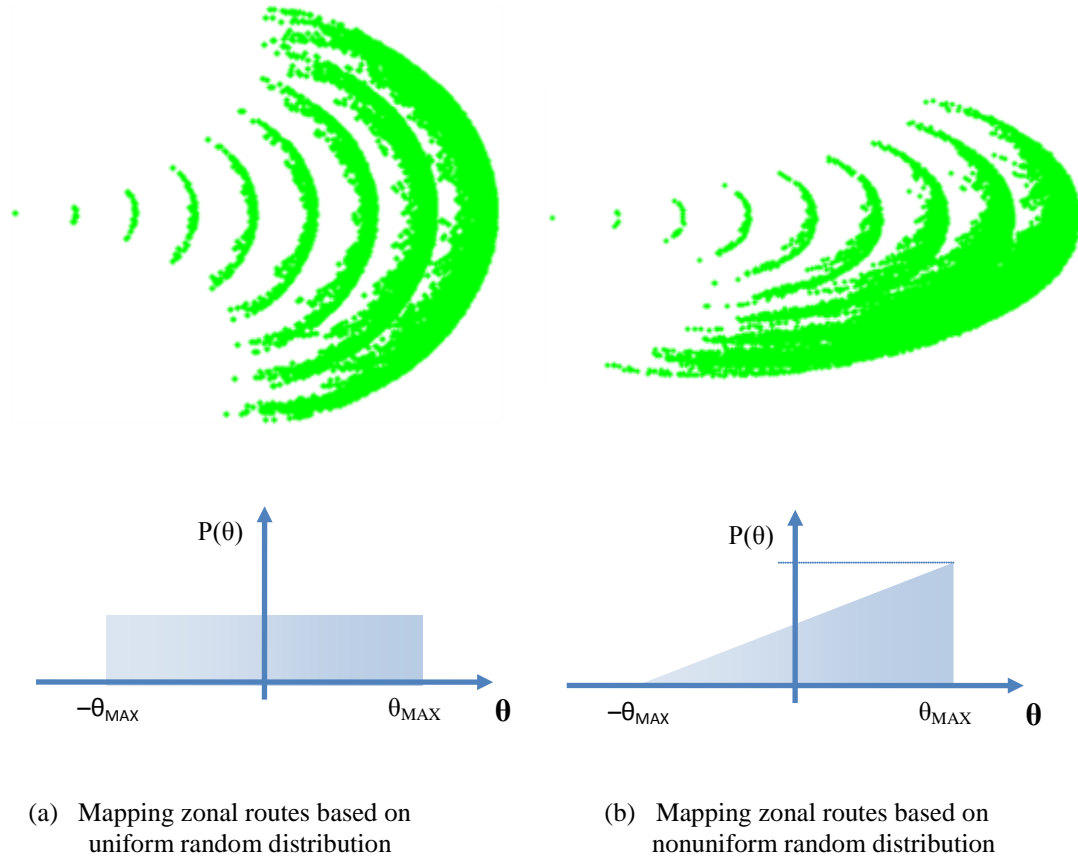 P(θ)
−θMAX
θMAX
θ
P(θ)
−θMAX
θMAX
θ
(a) Mapping zonal routes based on
uniform random distribution
(b) Mapping zonal routes based on
nonuniform random distribution